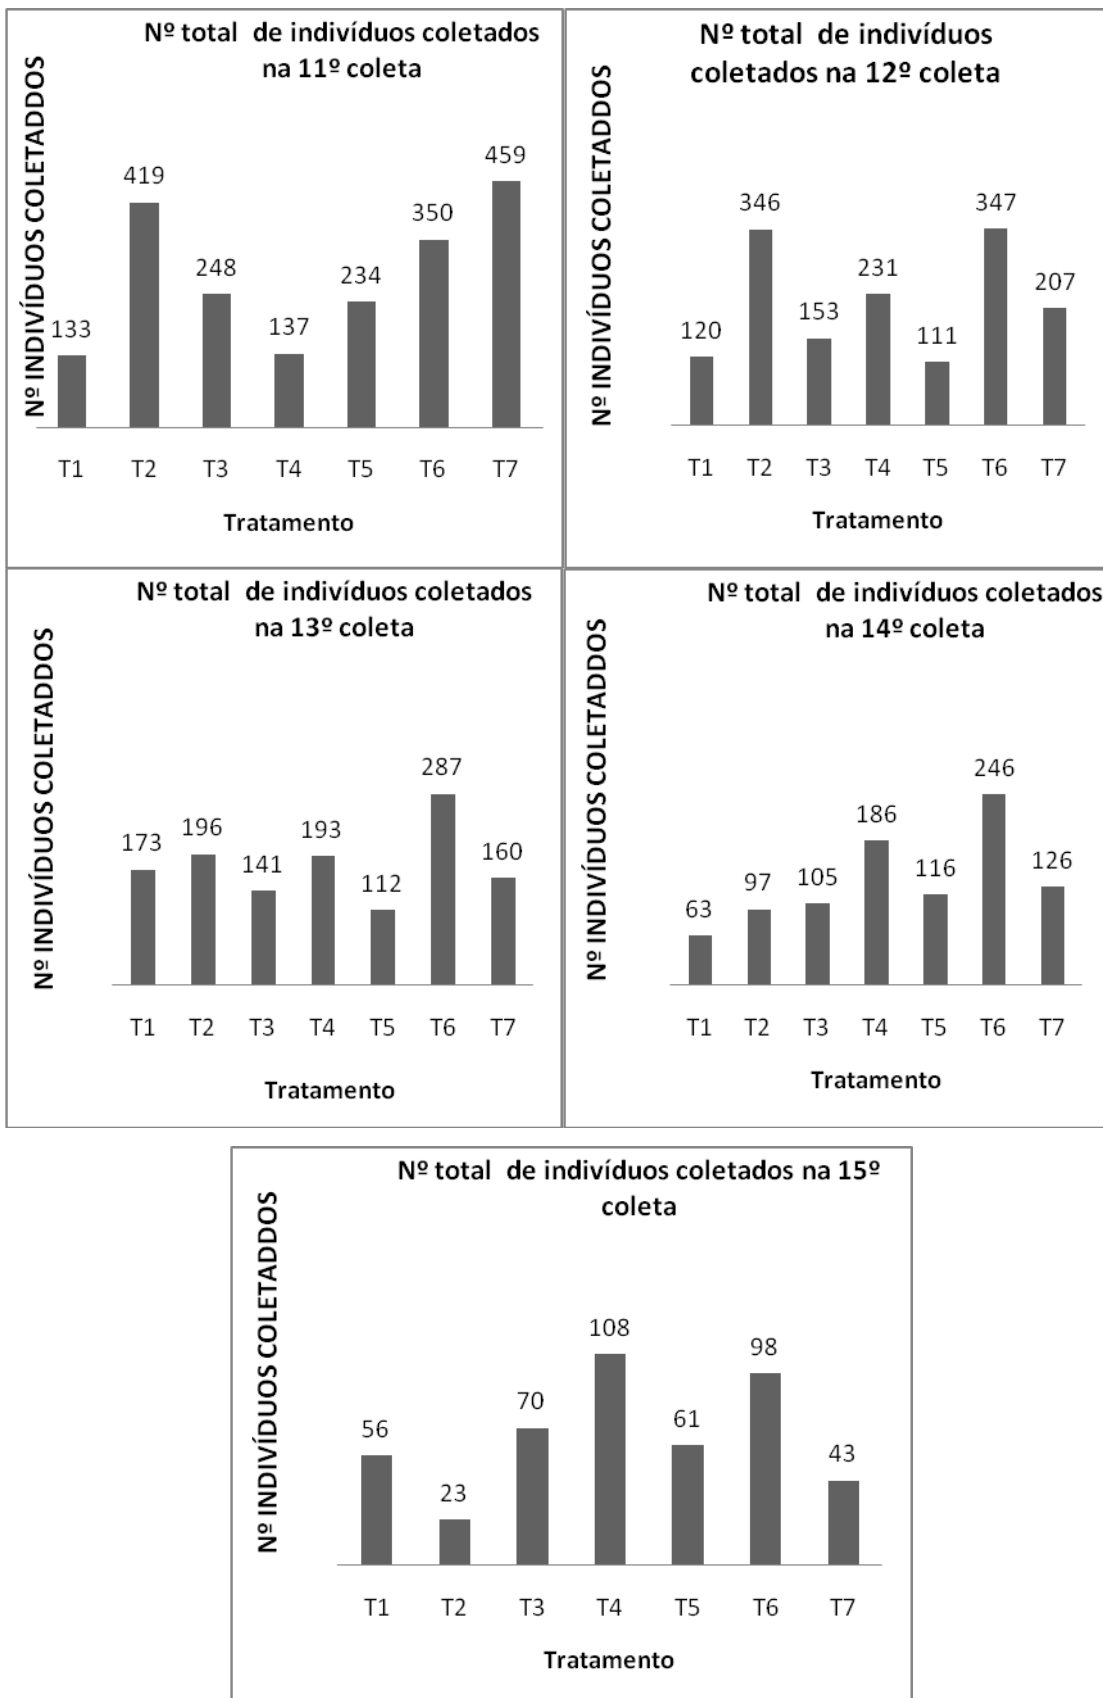 Nº total de indivíduos coletados
na 11º coleta
Nº INDIVÍDUOS COLETADDOS
133
419
248
137
234
350
459
T1 T2 T3 T4 T5 T6 T7
Tratamento
Nº total de indivíduos
coletados na 12º coleta
Nº INDIVÍDUOS COLETADDOS
120
346
153
231
111
347
207
T1 T2 T3 T4 T5 T6 T7
Tratamento
Nº total de indivíduos coletados
na 13º coleta
Nº INDIVÍDUOS COLETADDOS
173
196
141
193
112
287
160
T1 T2 T3 T4 T5 T6 T7
Tratamento
Nº total de indivíduos coletados
na 14º coleta
Nº INDIVÍDUOS COLETADDOS
63
97
105
186
116
246
126
T1 T2 T3 T4 T5 T6 T7
Tratamento
Nº total de indivíduos coletados na 15º
coleta
Nº INDIVÍDUOS COLETADDOS
56
23
70
108
61
98
43
T1 T2 T3 T4 T5 T6 T7
Tratamento